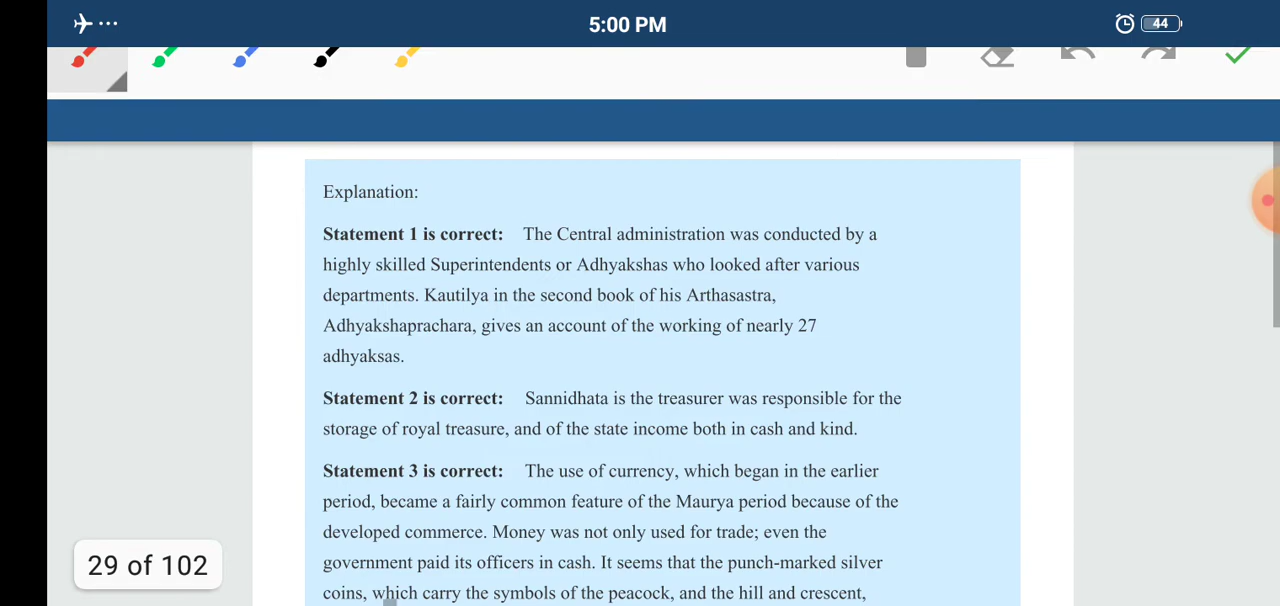 5:00 PM
44
Explanation:
Statement 1 is correct: The Central administration was conducted by a
highly skilled Superintendents or Adhyakshas who looked after various
departments. Kautilya in the second book of his Arthasastra,
Adhyakshaprachara, gives an account of the working of nearly 27
adhyaksas.
Statement 2 is correct: Sannidhata is the treasurer was responsible for the
storage of royal treasure, and of the state income both in cash and kind.
Statement 3 is correct: The use of currency, which began in the earlier
period, became a fairly common feature of the Maurya period because of the
developed commerce. Money was not only used for trade; even the
government paid its officers in cash. It seems that the punch-marked silver
coins, which carry the symbols of the peacock, and the hill and crescent,
29 of 102